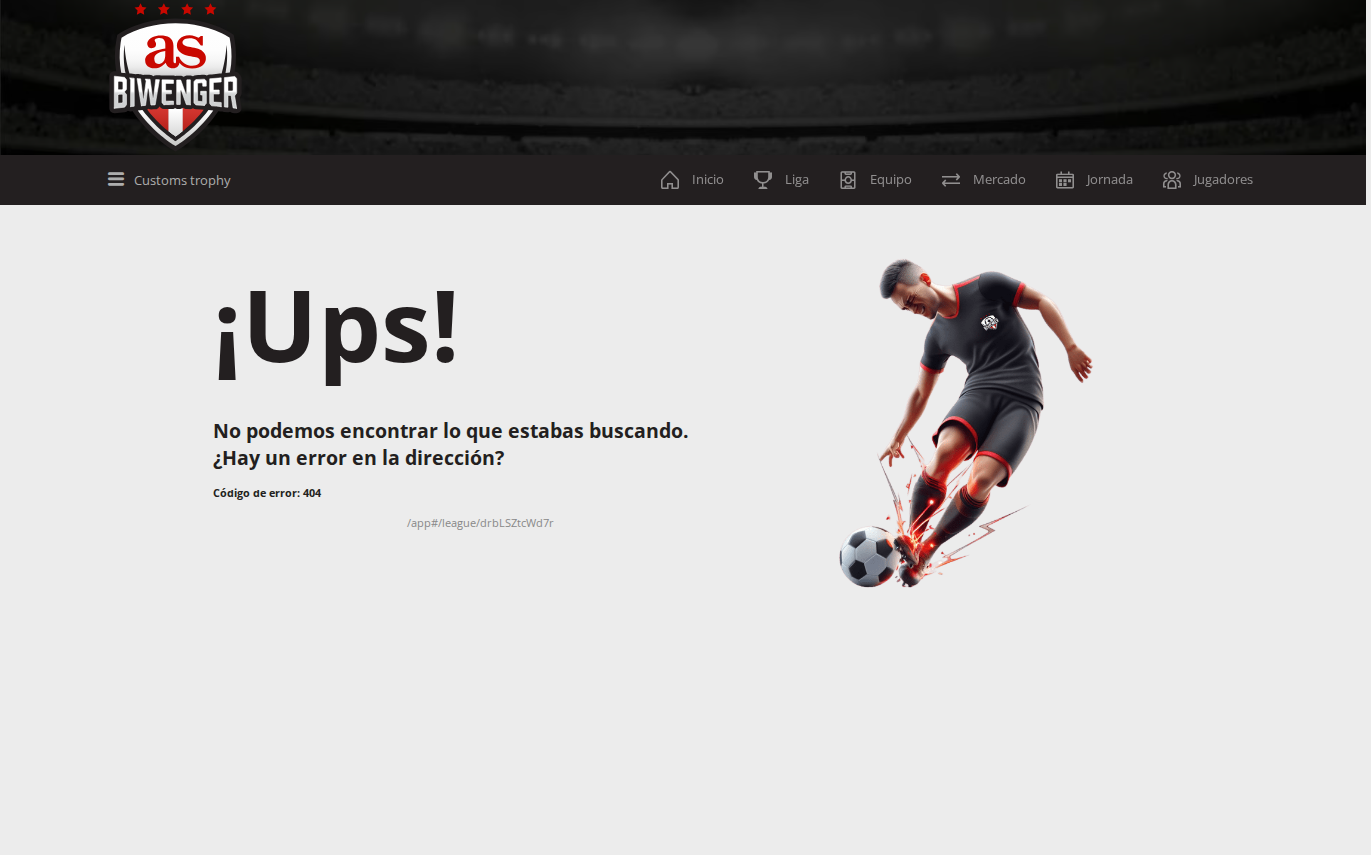 as
BIWENGER
Customs trophy
Inicio
Liga
Equipo
Mercado
Jornada
Jugadores
¡Ups!
No podemos encontrar lo que estabas buscando.
¿Hay un error en la dirección?
Código de error: 404
/app#/league/drbLSZtcWd7r